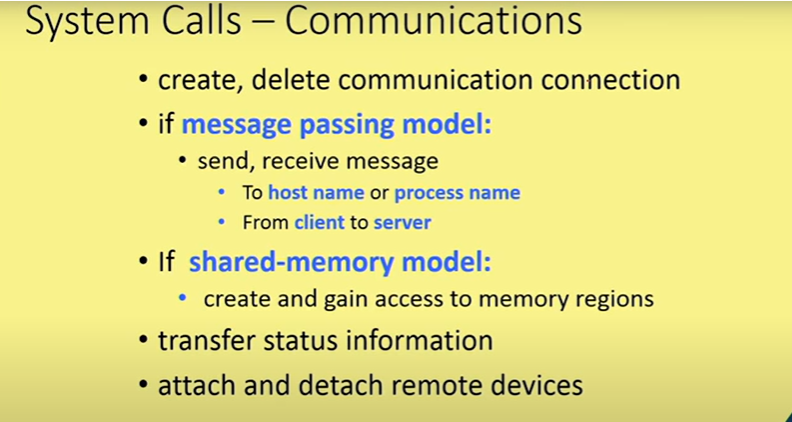 System Calls – Communications
• create, delete communication connection
• if message passing model:
• send, receive message
• To host name or process name
• From client to server
• If shared-memory model:
• create and gain access to memory regions
• transfer status information
• attach and detach remote devices